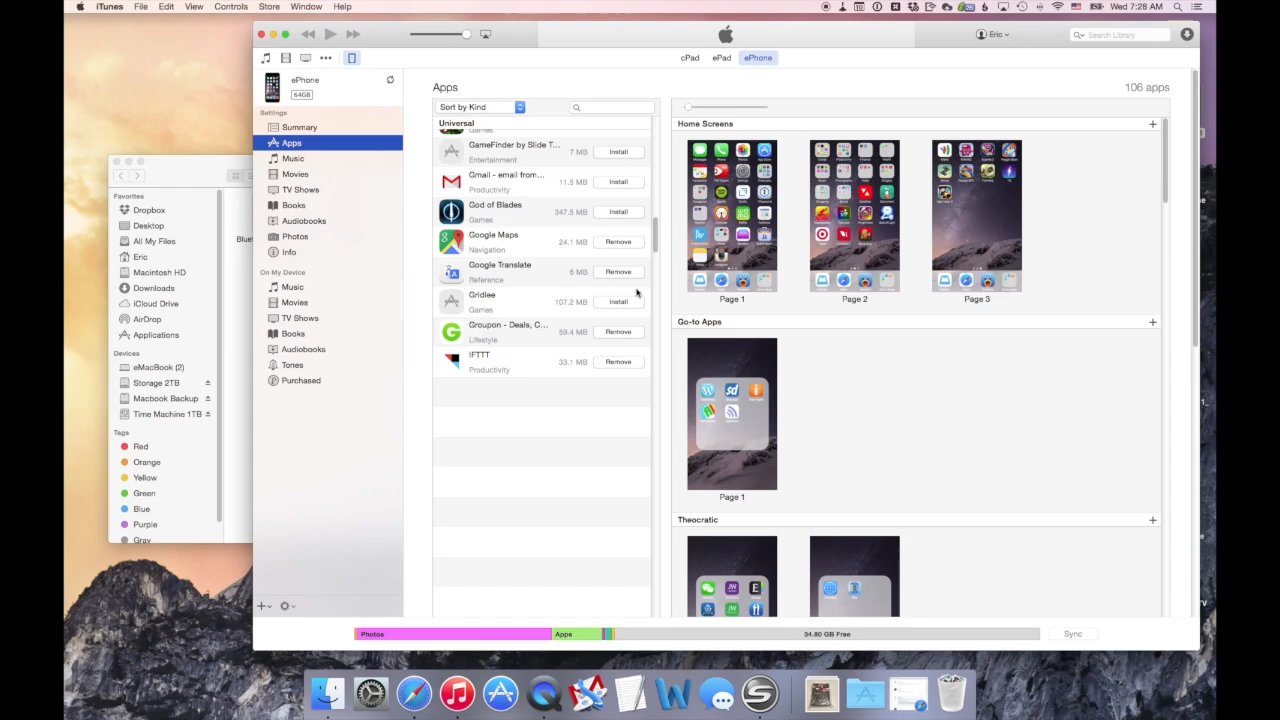 iTunes File Edit View Controls Store Window Help
Wed 7:28 AM
Eric
Search Library
cPad ePad ePhone
ePhone
64GB
Settings
Summary
Apps
Music
Movies
TV Shows
Books
Audiobooks
Photos
Info
On My Device
Music
Movies
TV Shows
Books
Audiobooks
Tones
Purchased
Favorites
Dropbox
Desktop
All My Files
Eric
Macintosh HD
Downloads
iCloud Drive
AirDrop
Applications
Devices
eMacBook (2)
Storage 2TB
Macbook Backup
Time Machine 1TB
Tags
Red
Orange
Yellow
Green
Blue
Purple
Gray
Apps
106 apps
Sort by Kind
Universal
Games
GameFinder by Slide T... 7 MB Install
Entertainment
Gmail - email from... 11.5 MB Install
Productivity
God of Blades 347.5 MB Install
Games
Google Maps 24.1 MB Remove
Navigation
Google Translate 6 MB Remove
Reference
Gridlee 107.2 MB Install
Games
Groupon - Deals, C... 59.4 MB Remove
Lifestyle
IFTTT 33.1 MB Remove
Productivity
Home Screens
Page 1 Page 2 Page 3
Go-to Apps
Page 1
Theocratic
Photos Apps 34.80 GB Free Sync